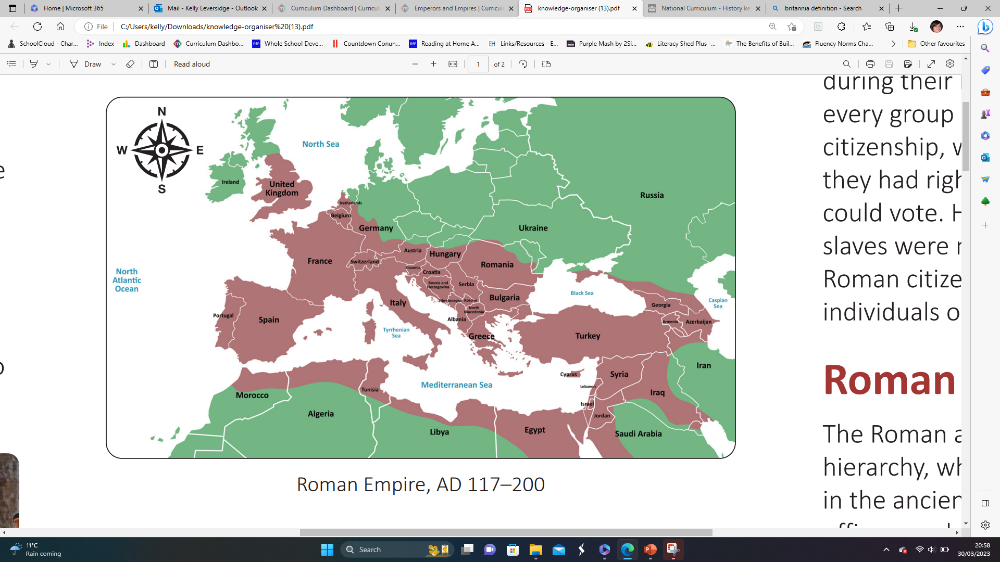 Home | Microsoft 365
Mail - Kelly Leversidge - Outlook
Curriculum Dashboard | Curricul
Emperors and Empires | Curricul
knowledge-organiser (13).pdf
National Curriculum - History ke
britannia definition - Search
File
C:/Users/kelly/Downloads/knowledge-organiser%20(13).pdf
SchoolCloud - Char...
Index
Dashboard
Curriculum Dashbo...
RfP
Whole School Deve...
Countdown Conun...
RfP
Reading at Home A...
EH
Links/Resources - E...
Purple Mash by 2Si...
Literacy Shed Plus -...
The Benefits of Buil...
Fluency Norms Cha...
Other favourites
Draw
Read aloud
1
of 2
during their
every group
citizenship, w
they had righ
could vote. H
slaves were
Roman citize
individuals o
Roman
The Roman a
hierarchy, wh
in the ancien
N
W
E
S
North Sea
Ireland
United
Kingdom
Netherlands
Belgium
Germany
Russia
Ukraine
France
Switzerland
Austria
Hungary
Slovenia
Croatia
Romania
Bosnia and
Herzegovina
Serbia
North
Atlantic
Ocean
Italy
Montenegro
Kosovo
Bulgaria
North
Macedonia
Albania
Black Sea
Georgia
Caspian
Sea
Armenia
Azerbaijan
Portugal
Spain
Tyrrhenian
Sea
Greece
Turkey
Iran
Cyprus
Syria
Lebanon
Mediterranean Sea
Tunisia
Morocco
Iraq
Israel
Algeria
Jordan
Libya
Egypt
Saudi Arabia
Roman Empire, AD 117–200
11°C
Rain coming
Search
20:58
30/03/2023